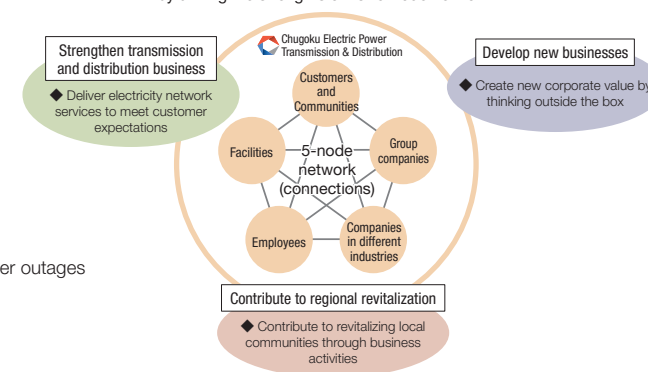 Chugoku Electric Power
Transmission & Distribution
Strengthen transmission
and distribution business
◆ Deliver electricity network
services to meet customer
expectations
Develop new businesses
◆ Create new corporate value by
thinking outside the box
Customers
and
Communities
Facilities
5-node
network
(connections)
Group
companies
Employees
Companies
in different
industries
er outages
Contribute to regional revitalization
◆ Contribute to revitalizing local
communities through business
activities